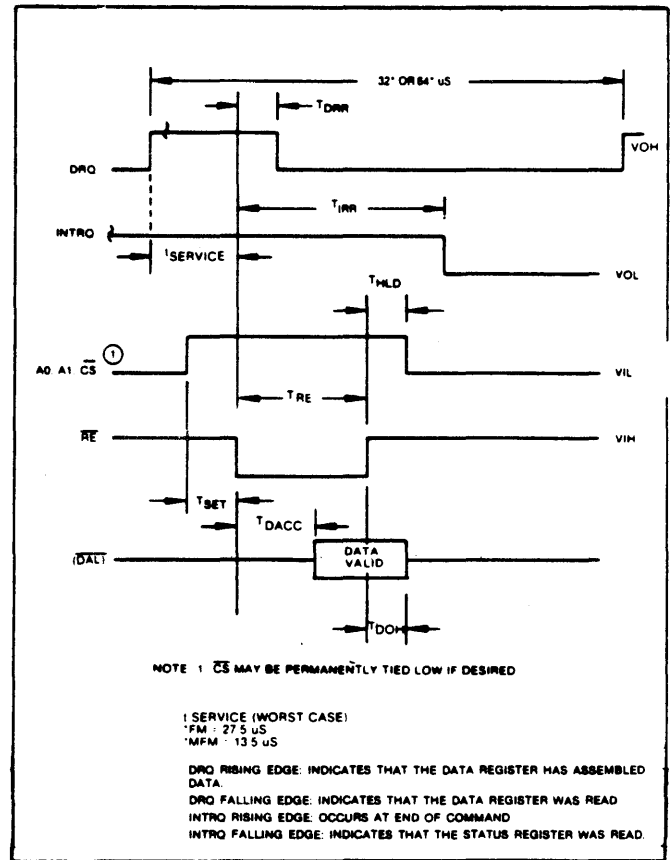 32* OR 64* uS
TDRR
VOH
DRQ
TIRR
INTRQ
tSERVICE
VOL
THLD
1
A0. A1. CS
VIL
TRE
RE
VIH
TSET
TDACC
(DAL)
DATA
VALID
TDOH
NOTE 1 CS MAY BE PERMANENTLY TIED LOW IF DESIRED
t SERVICE (WORST CASE)
*FM = 27 5 uS
*MFM = 13 5 uS
DRQ RISING EDGE: INDICATES THAT THE DATA REGISTER HAS ASSEMBLED
DATA.
DRQ FALLING EDGE: INDICATES THAT THE DATA REGISTER WAS READ
INTRQ RISING EDGE: OCCURS AT END OF COMMAND
INTRQ FALLING EDGE: INDICATES THAT THE STATUS REGISTER WAS READ.